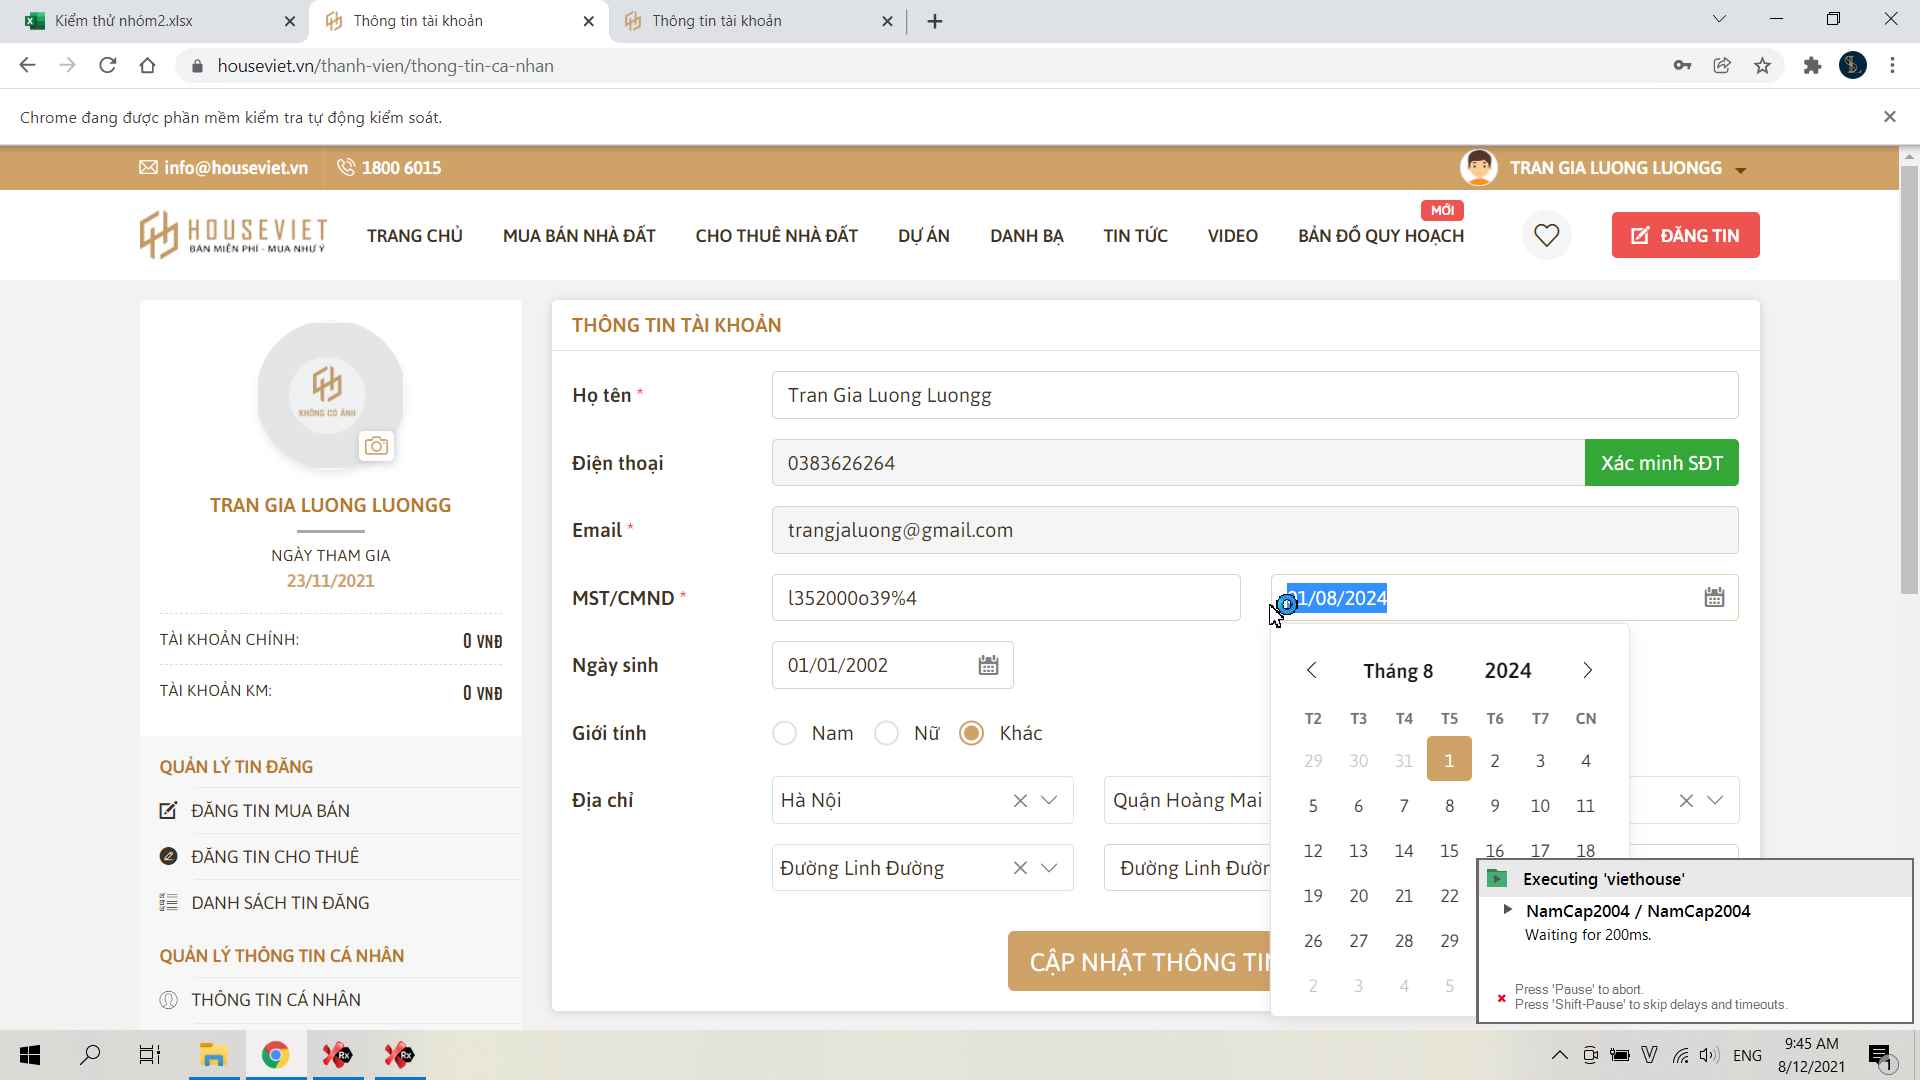 Kiểm thử nhóm2.xlsx
Thông tin tài khoản
Thông tin tài khoản
houseviet.vn/thanh-vien/thong-tin-ca-nhan
Chrome đang được phần mềm kiểm tra tự động kiểm soát.
info@houseviet.vn
1800 6015
TRAN GIA LUONG LUONGG
HOUSEVIET
BÁN MIỄN PHÍ - MUA NHƯ Ý
TRANG CHỦ
MUA BÁN NHÀ ĐẤT
CHO THUÊ NHÀ ĐẤT
DỰ ÁN
DANH BẠ
TIN TỨC
VIDEO
MỚI
BẢN ĐỒ QUY HOẠCH
ĐĂNG TIN
KHÔNG CÓ ẢNH
TRAN GIA LUONG LUONGG
NGÀY THAM GIA
23/11/2021
TÀI KHOẢN CHÍNH: 0 VNĐ
TÀI KHOẢN KM: 0 VNĐ
QUẢN LÝ TIN ĐĂNG
ĐĂNG TIN MUA BÁN
ĐĂNG TIN CHO THUÊ
DANH SÁCH TIN ĐĂNG
QUẢN LÝ THÔNG TIN CÁ NHÂN
THÔNG TIN CÁ NHÂN
THÔNG TIN TÀI KHOẢN
Họ tên * Tran Gia Luong Luongg
Điện thoại 0383626264 Xác minh SĐT
Email * trangjaluong@gmail.com
MST/CMND * l352000o39%4 01/08/2024
Ngày sinh 01/01/2002
Giới tính Nam Nữ Khác
Địa chỉ Hà Nội Quận Hoàng Mai
Đường Linh Đường Đường Linh Đườn
CẬP NHẬT THÔNG TIN
Tháng 8 2024
T2 T3 T4 T5 T6 T7 CN
29 30 31 1 2 3 4
5 6 7 8 9 10 11
12 13 14 15 16 17 18
19 20 21 22
26 27 28 29
2 3 4 5
Executing 'viethouse'
NamCap2004 / NamCap2004
Waiting for 200ms.
Press 'Pause' to abort.
Press 'Shift-Pause' to skip delays and timeouts.
Rx
Rx
ENG
9:45 AM
8/12/2021
1